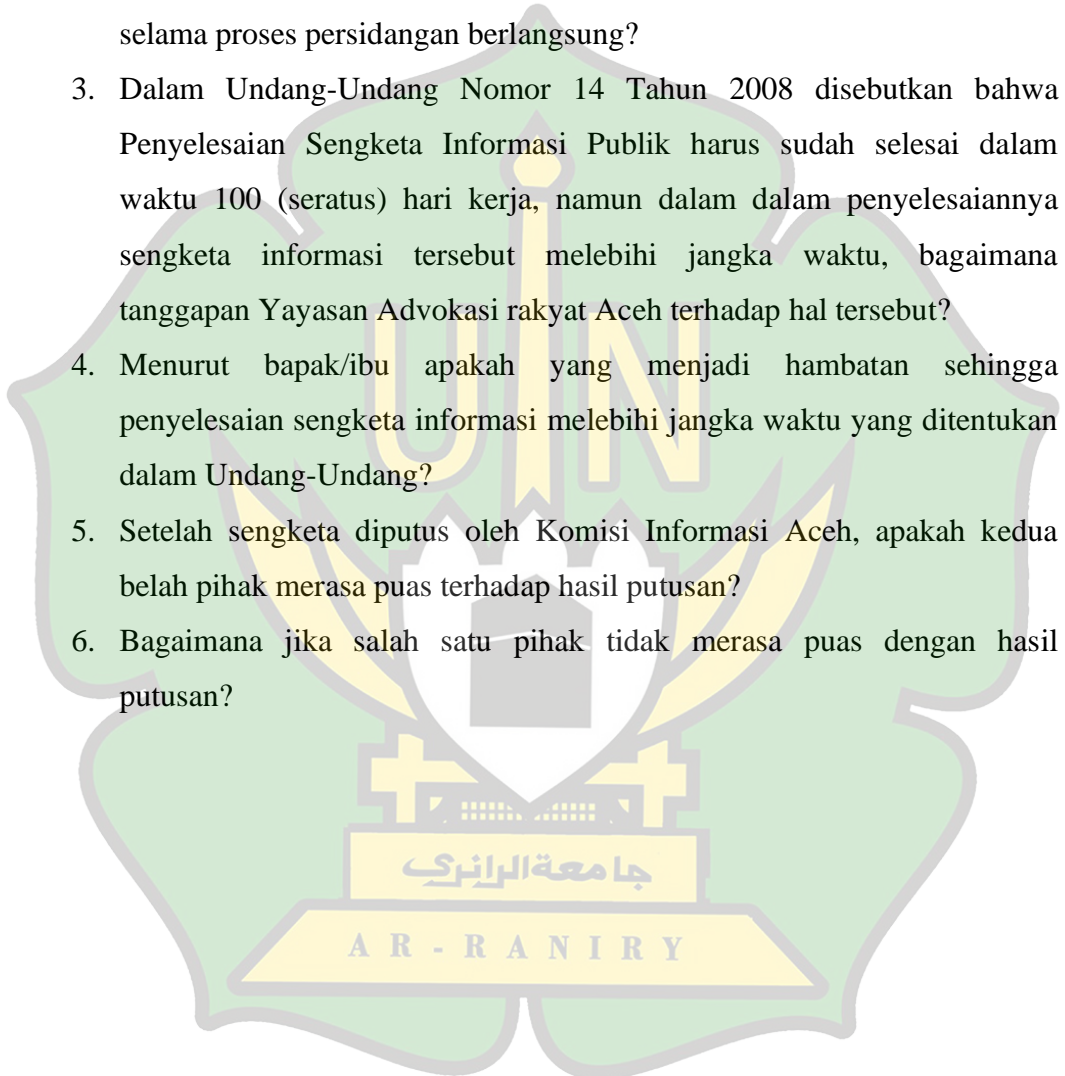 selama proses persidangan berlangsung?
3. Dalam Undang-Undang Nomor 14 Tahun 2008 disebutkan bahwa
Penyelesaian Sengketa Informasi Publik harus sudah selesai dalam
waktu 100 (seratus) hari kerja, namun dalam dalam penyelesaiannya
sengketa informasi tersebut melebihi jangka waktu, bagaimana
tanggapan Yayasan Advokasi rakyat Aceh terhadap hal tersebut?
4. Menurut bapak/ibu apakah yang menjadi hambatan sehingga
penyelesaian sengketa informasi melebihi jangka waktu yang ditentukan
dalam Undang-Undang?
5. Setelah sengketa diputus oleh Komisi Informasi Aceh, apakah kedua
belah pihak merasa puas terhadap hasil putusan?
6. Bagaimana jika salah satu pihak tidak merasa puas dengan hasil
putusan?
UIN
جامعةالرانري
AR-RANIRY